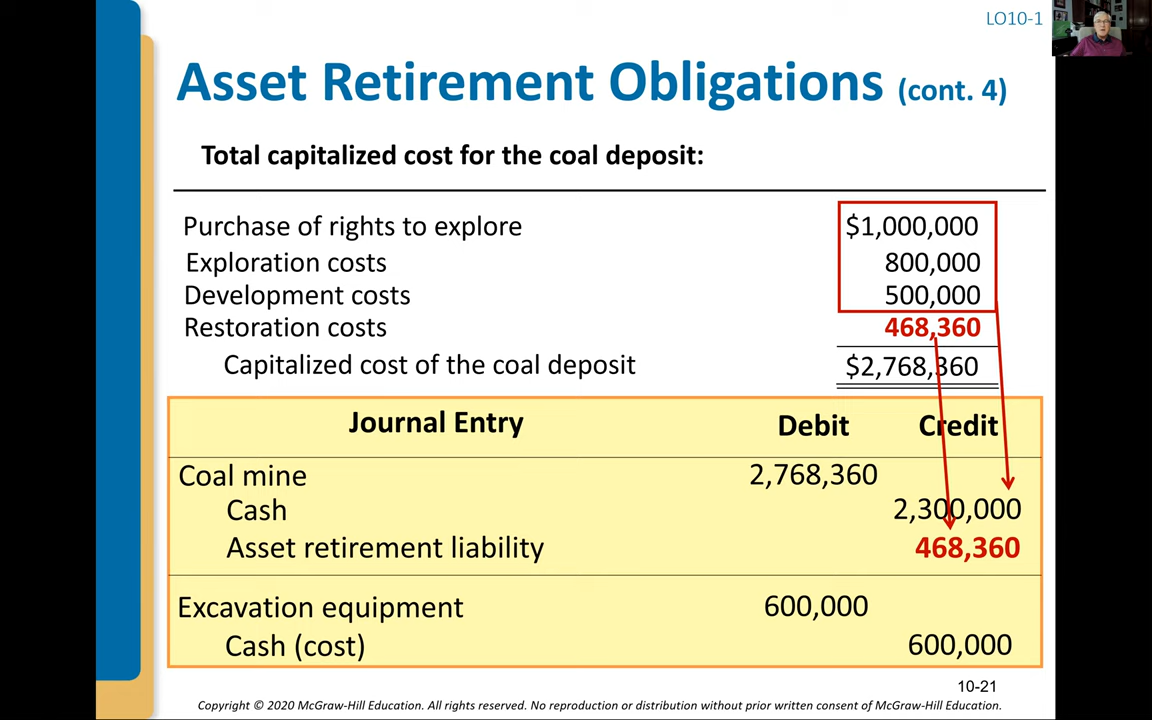 LO10-1
Asset Retirement Obligations (cont. 4)
Total capitalized cost for the coal deposit:
Purchase of rights to explore $1,000,000
Exploration costs 800,000
Development costs 500,000
Restoration costs 468,360
Capitalized cost of the coal deposit $2,768,360
Journal Entry Debit Credit
Coal mine 2,768,360
Cash 2,300,000
Asset retirement liability 468,360
Excavation equipment 600,000
Cash (cost) 600,000
10-21
Copyright © 2020 McGraw-Hill Education. All rights reserved. No reproduction or distribution without prior written consent of McGraw-Hill Education.